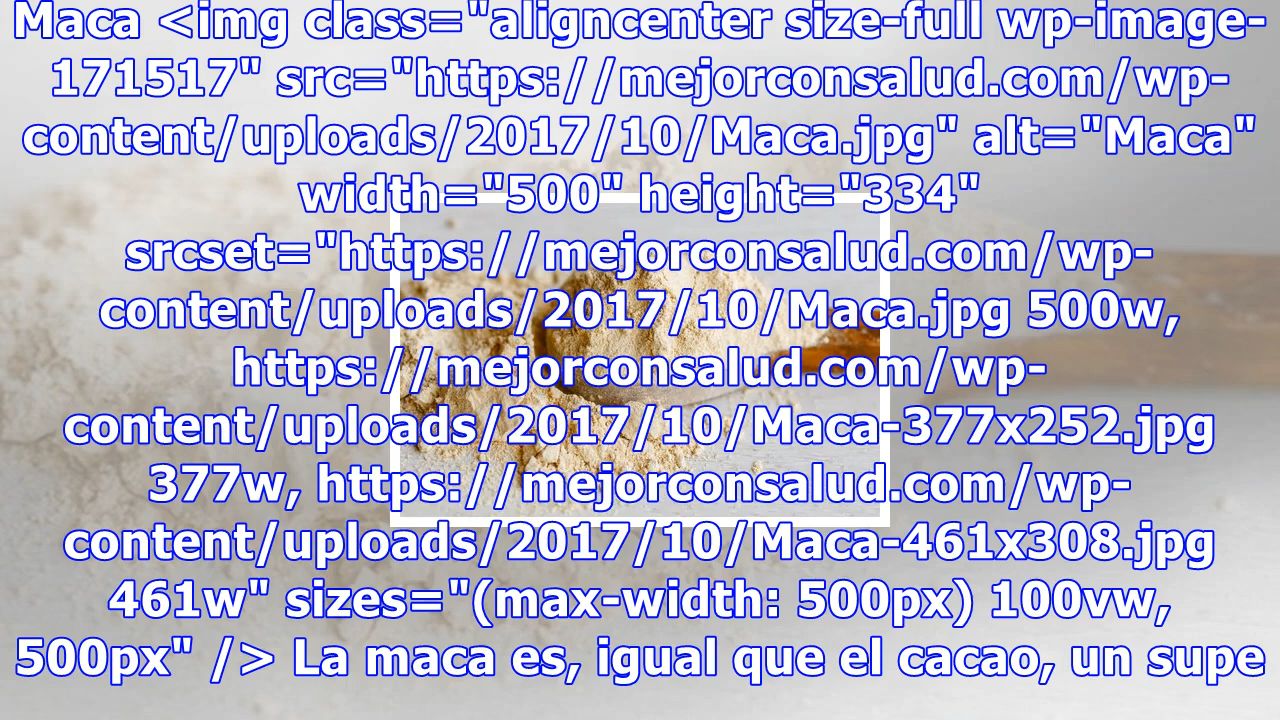 Maca <img class="aligncenter size-full wp-image-
171517" src="https://mejorconsalud.com/wp-
content/uploads/2017/10/Maca.jpg" alt="Maca"
width="500" height="334"
srcset="https://mejorconsalud.com/wp-
content/uploads/2017/10/Maca.jpg 500w,
https://mejorconsalud.com/wp-
content/uploads/2017/10/Maca-377x252.jpg
377w, https://mejorconsalud.com/wp-
content/uploads/2017/10/Maca-461x308.jpg
461w" sizes="(max-width: 500px) 100vw,
500px" /> La maca es, igual que el cacao, un supe